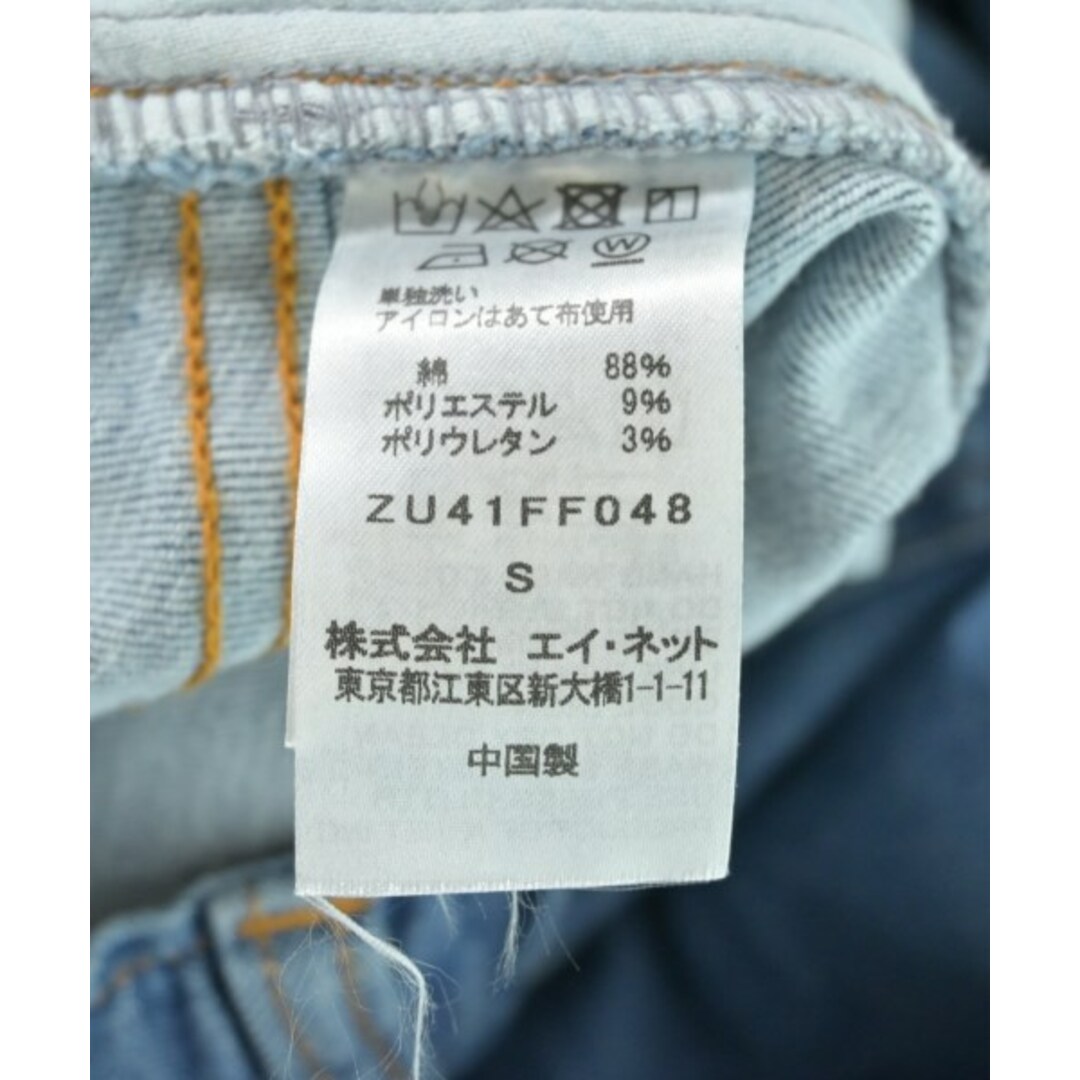 単独洗い
アイロンはあて布使用
綿 88%
ポリエステル 9%
ポリウレタン 3%
ZU41FF048
S
株式会社 エイ・ネット
東京都江東区新大橋1-1-11
中国製